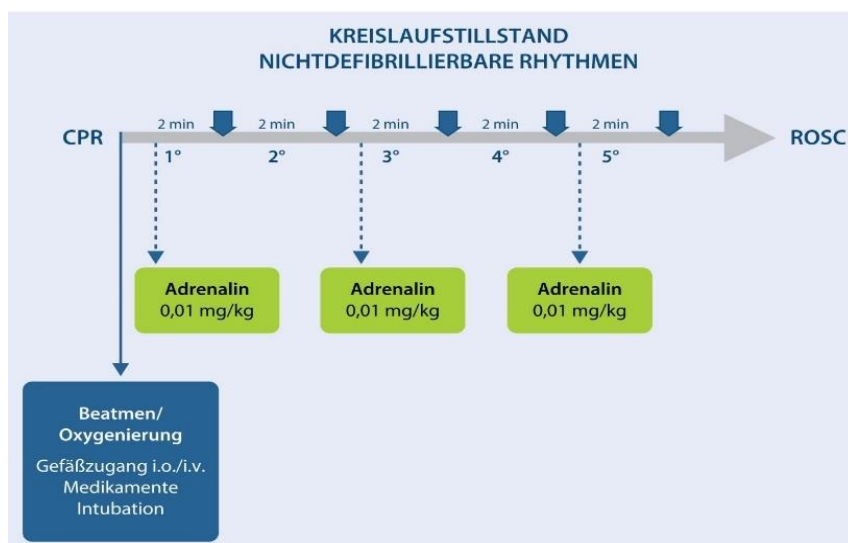 KREISLAUFSTILLSTAND
NICHTDEFIBRILLIERBARE RHYTHMEN
CPR
2 min
2 min
2 min
2 min
2 min
ROSC
1°
2°
3°
4°
5°
Adrenalin
0,01 mg/kg
Adrenalin
0,01 mg/kg
Adrenalin
0,01 mg/kg
Beatmen/
Oxygenierung
Gefäßzugang i.o./i.v.
Medikamente
Intubation